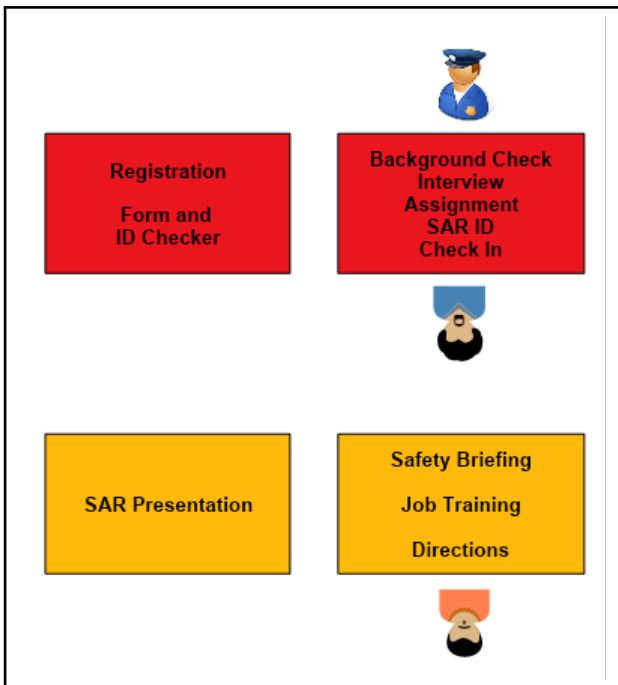 Registration
Form and
ID Checker
Background Check
Interview
Assignment
SAR ID
Check In
SAR Presentation
Safety Briefing
Job Training
Directions